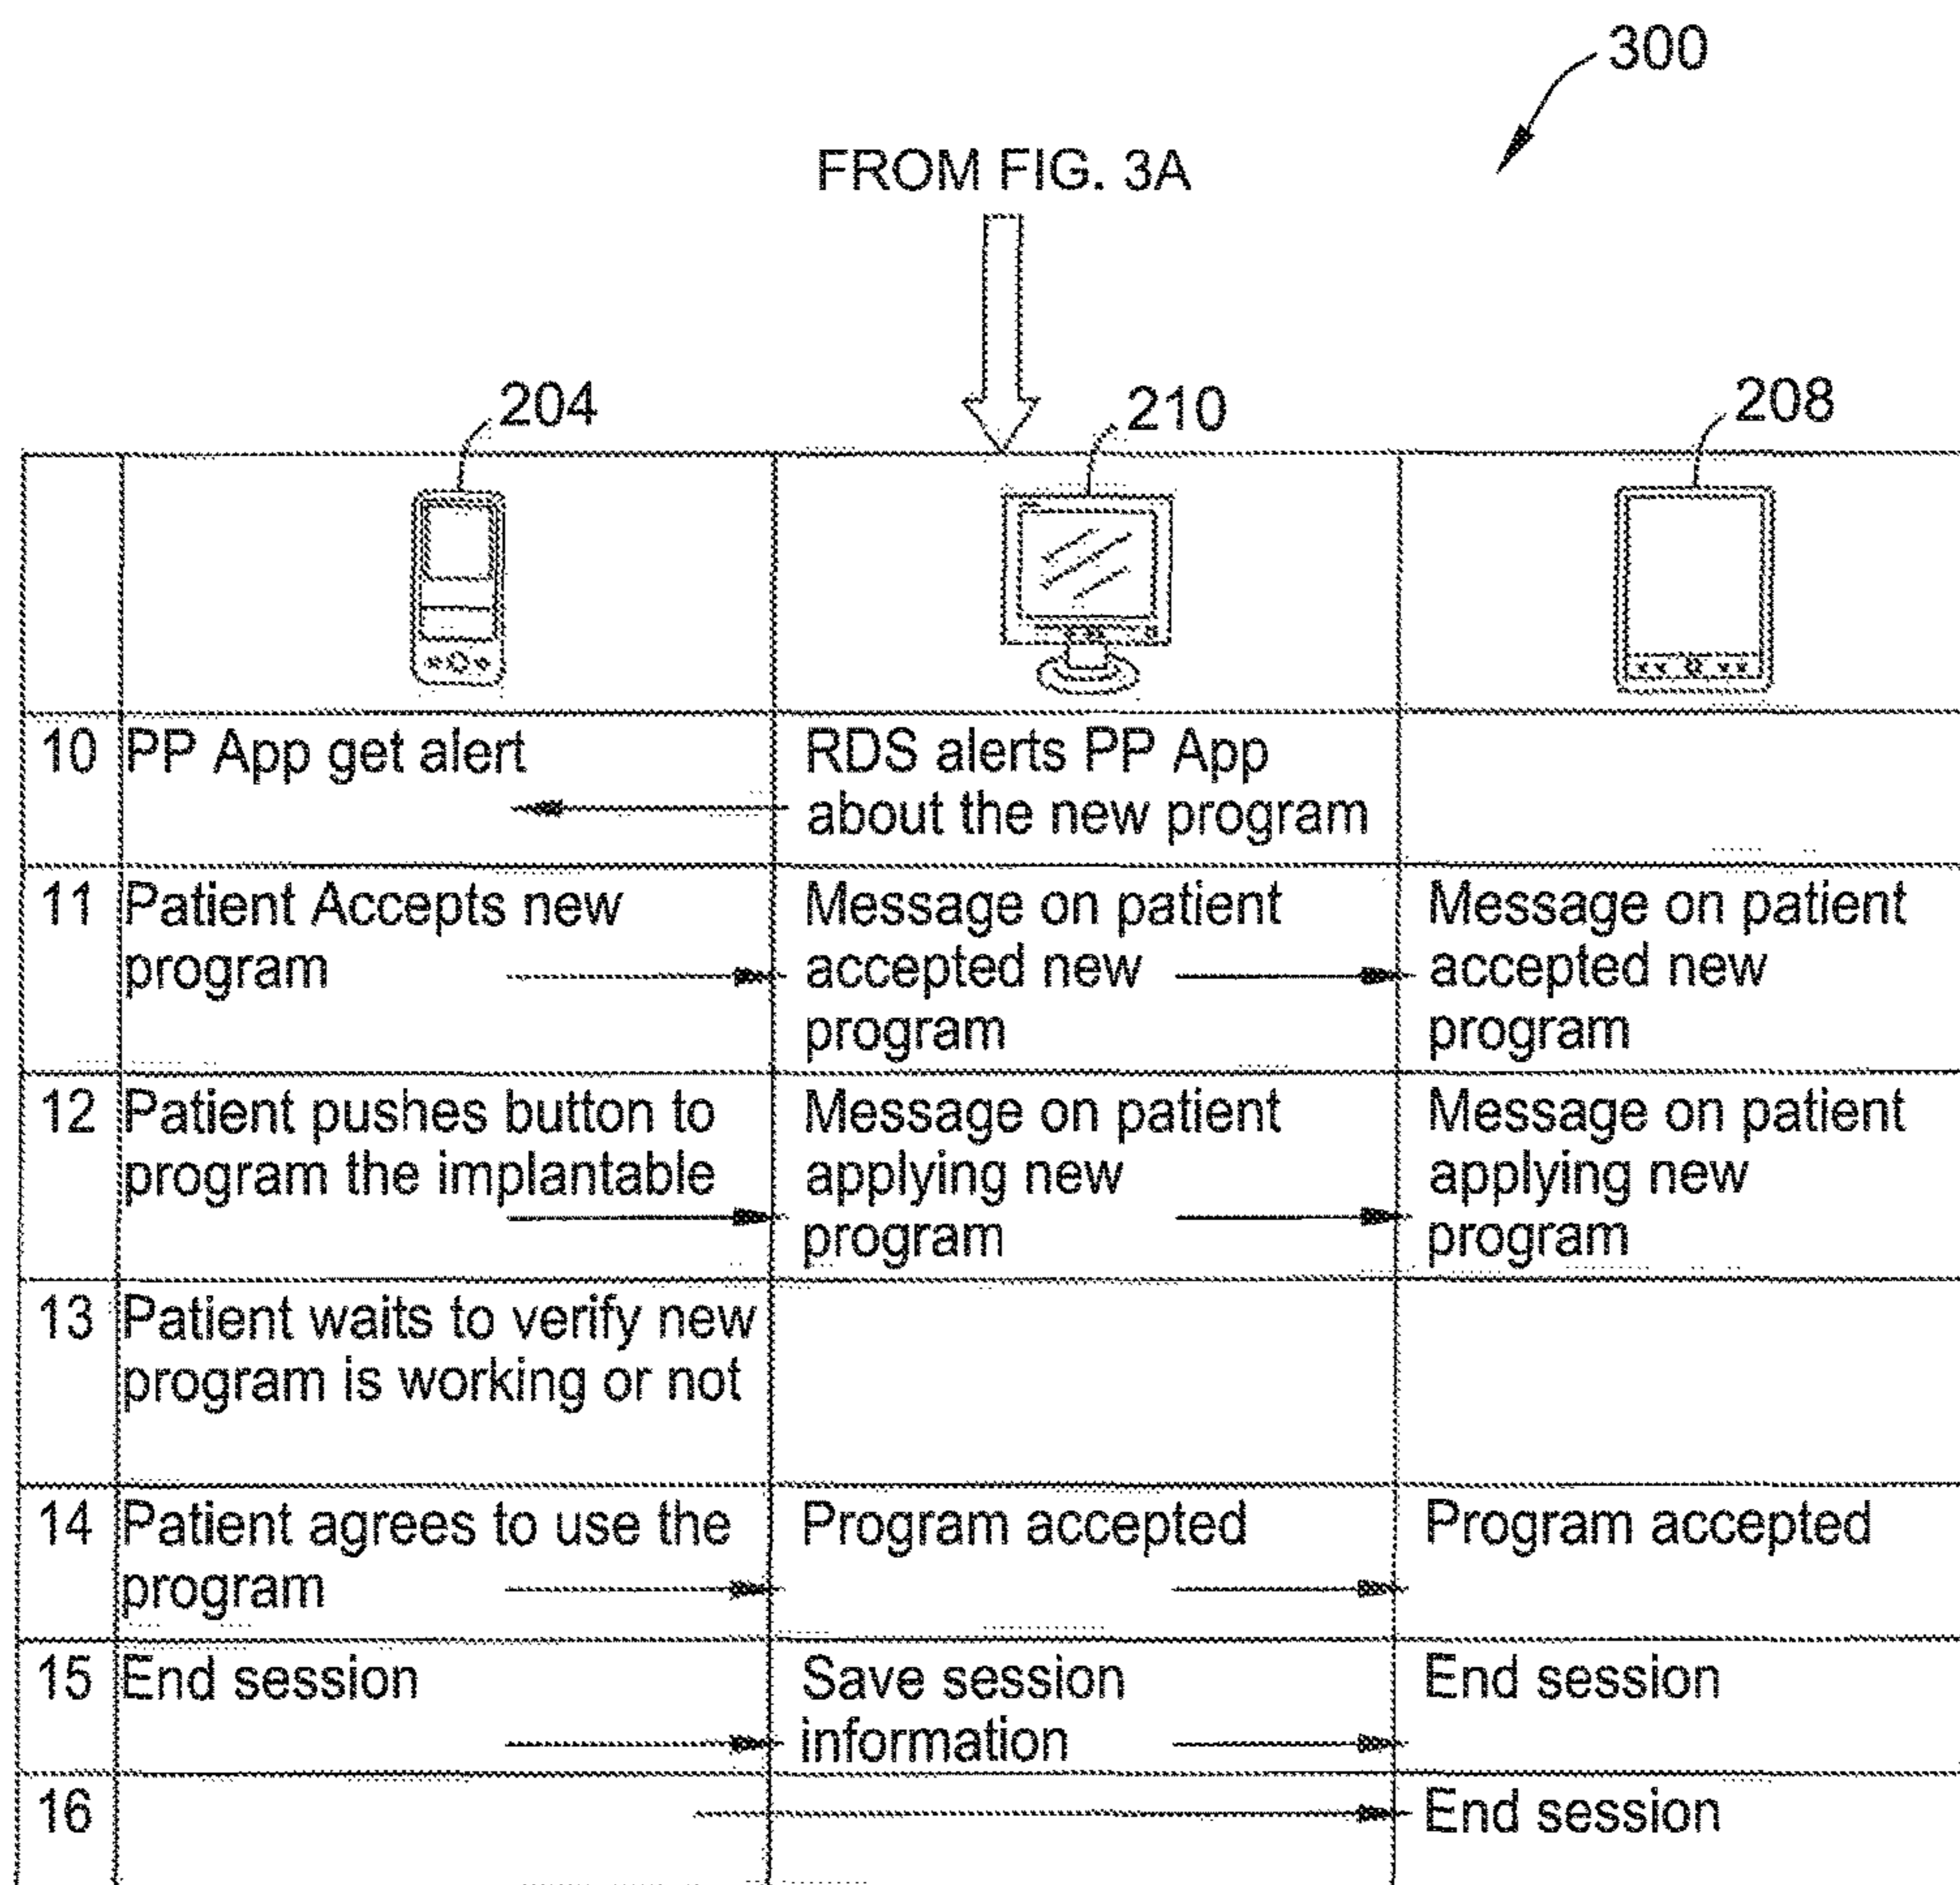 300
FROM FIG. 3A
204
210
208
10
PP App get alert
RDS alerts PP App
about the new program
11
Patient Accepts new
program
Message on patient
accepted new
program
Message on patient
accepted new
program
12
Patient pushes button to
program the implantable
Message on patient
applying new
program
Message on patient
applying new
program
13
Patient waits to verify new
program is working or not
14
Patient agrees to use the
program
Program accepted
Program accepted
15
End session
Save session
information
End session
16
End session